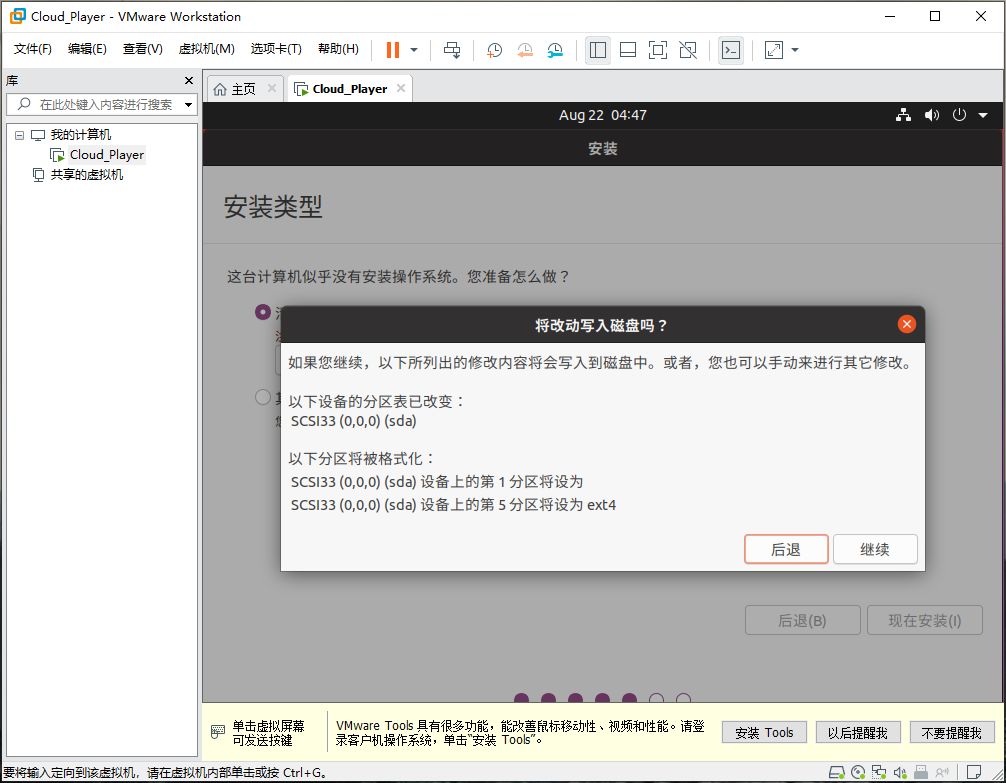 Cloud_Player - VMware Workstation
文件(F) 编辑(E) 查看(V) 虚拟机(M) 选项卡(T) 帮助(H)
库
在此处键入内容进行搜索
我的计算机
Cloud_Player
共享的虚拟机
主页 Cloud_Player
Aug 22 04:47
安装
安装类型
这台计算机似乎没有安装操作系统。您准备怎么做？
将改动写入磁盘吗？
如果您继续，以下所列出的修改内容将会写入到磁盘中。或者，您也可以手动来进行其它修改。
以下设备的分区表已改变：
SCSI33 (0,0,0) (sda)
以下分区将被格式化：
SCSI33 (0,0,0) (sda) 设备上的第 1 分区将设为
SCSI33 (0,0,0) (sda) 设备上的第 5 分区将设为 ext4
后退 继续
后退(B) 现在安装(I)
单击虚拟屏幕
可发送按键
VMware Tools 具有很多功能，能改善鼠标移动性、视频和性能。请登
录客户机操作系统，单击“安装 Tools”。
安装 Tools 以后提醒我 不要提醒我
要将输入定向到该虚拟机，请在虚拟机内部单击或按 Ctrl+G。